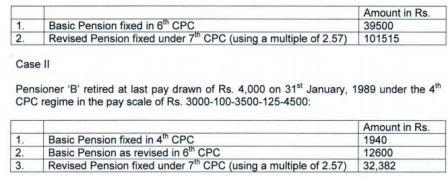 Amount in Rs.
1. Basic Pension fixed in 6th CPC 39500
2. Revised Pension fixed under 7th CPC (using a multiple of 2.57) 101515
Case II
Pensioner 'B' retired at last pay drawn of Rs. 4,000 on 31st January, 1989 under the 4th
CPC regime in the pay scale of Rs. 3000-100-3500-125-4500:
Amount in Rs.
1. Basic Pension fixed in 4th CPC 1940
2. Basic Pension as revised in 6th CPC 12600
3. Revised Pension fixed under 7th CPC (using a multiple of 2.57) 32,382